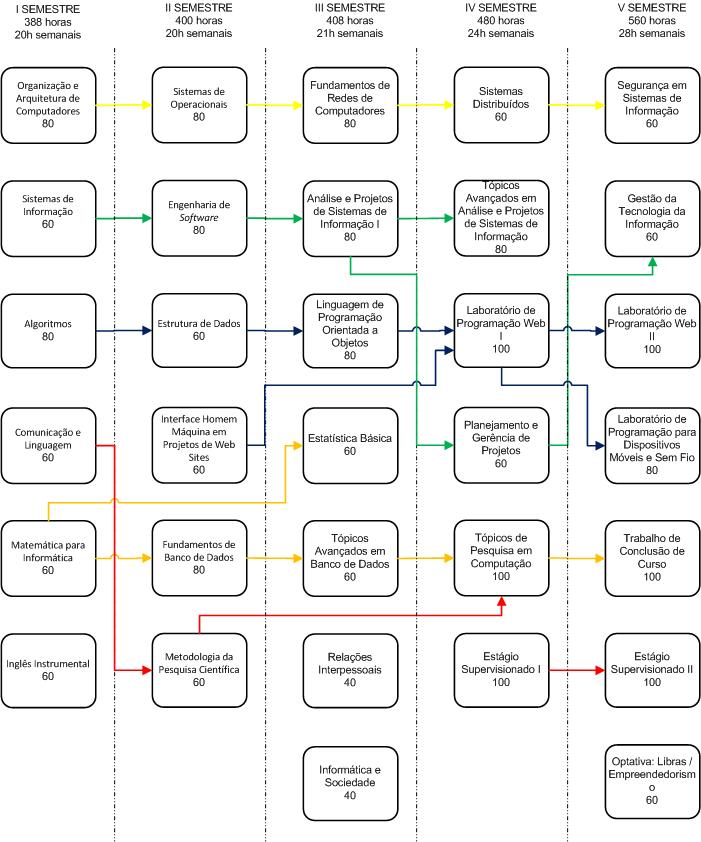 I SEMESTRE
388 horas
20h semanais
II SEMESTRE
400 horas
20h semanais
III SEMESTRE
408 horas
21h semanais
IV SEMESTRE
480 horas
24h semanais
V SEMESTRE
560 horas
28h semanais
Organização e
Arquitetura de
Computadores
80
Sistemas de
Operacionais
80
Fundamentos de
Redes de
Computadores
80
Sistemas
Distribuídos
60
Segurança em
Sistemas de
Informação
60
Sistemas de
Informação
60
Engenharia de
Software
80
Análise e Projetos
de Sistemas de
Informação I
80
Tópicos
Avançados em
Análise e Projetos
de Sistemas de
Informação
80
Gestão da
Tecnologia da
Informação
60
Algoritmos
80
Estrutura de Dados
60
Linguagem de
Programação
Orientada a
Objetos
80
Laboratório de
Programação Web
I
100
Laboratório de
Programação Web
II
100
Comunicação e
Linguagem
60
Interface Homem
Máquina em
Projetos de Web
Sites
60
Estatística Básica
60
Planejamento e
Gerência de
Projetos
60
Laboratório de
Programação para
Dispositivos
Móveis e Sem Fio
80
Matemática para
Informática
60
Fundamentos de
Banco de Dados
80
Tópicos
Avançados em
Banco de Dados
60
Tópicos de
Pesquisa em
Computação
100
Trabalho de
Conclusão de
Curso
100
Inglês Instrumental
60
Metodologia da
Pesquisa Científica
60
Relações
Interpessoais
40
Estágio
Supervisionado I
100
Estágio
Supervisionado II
100
Informática e
Sociedade
40
Optativa: Libras /
Empreendedorism
o
60